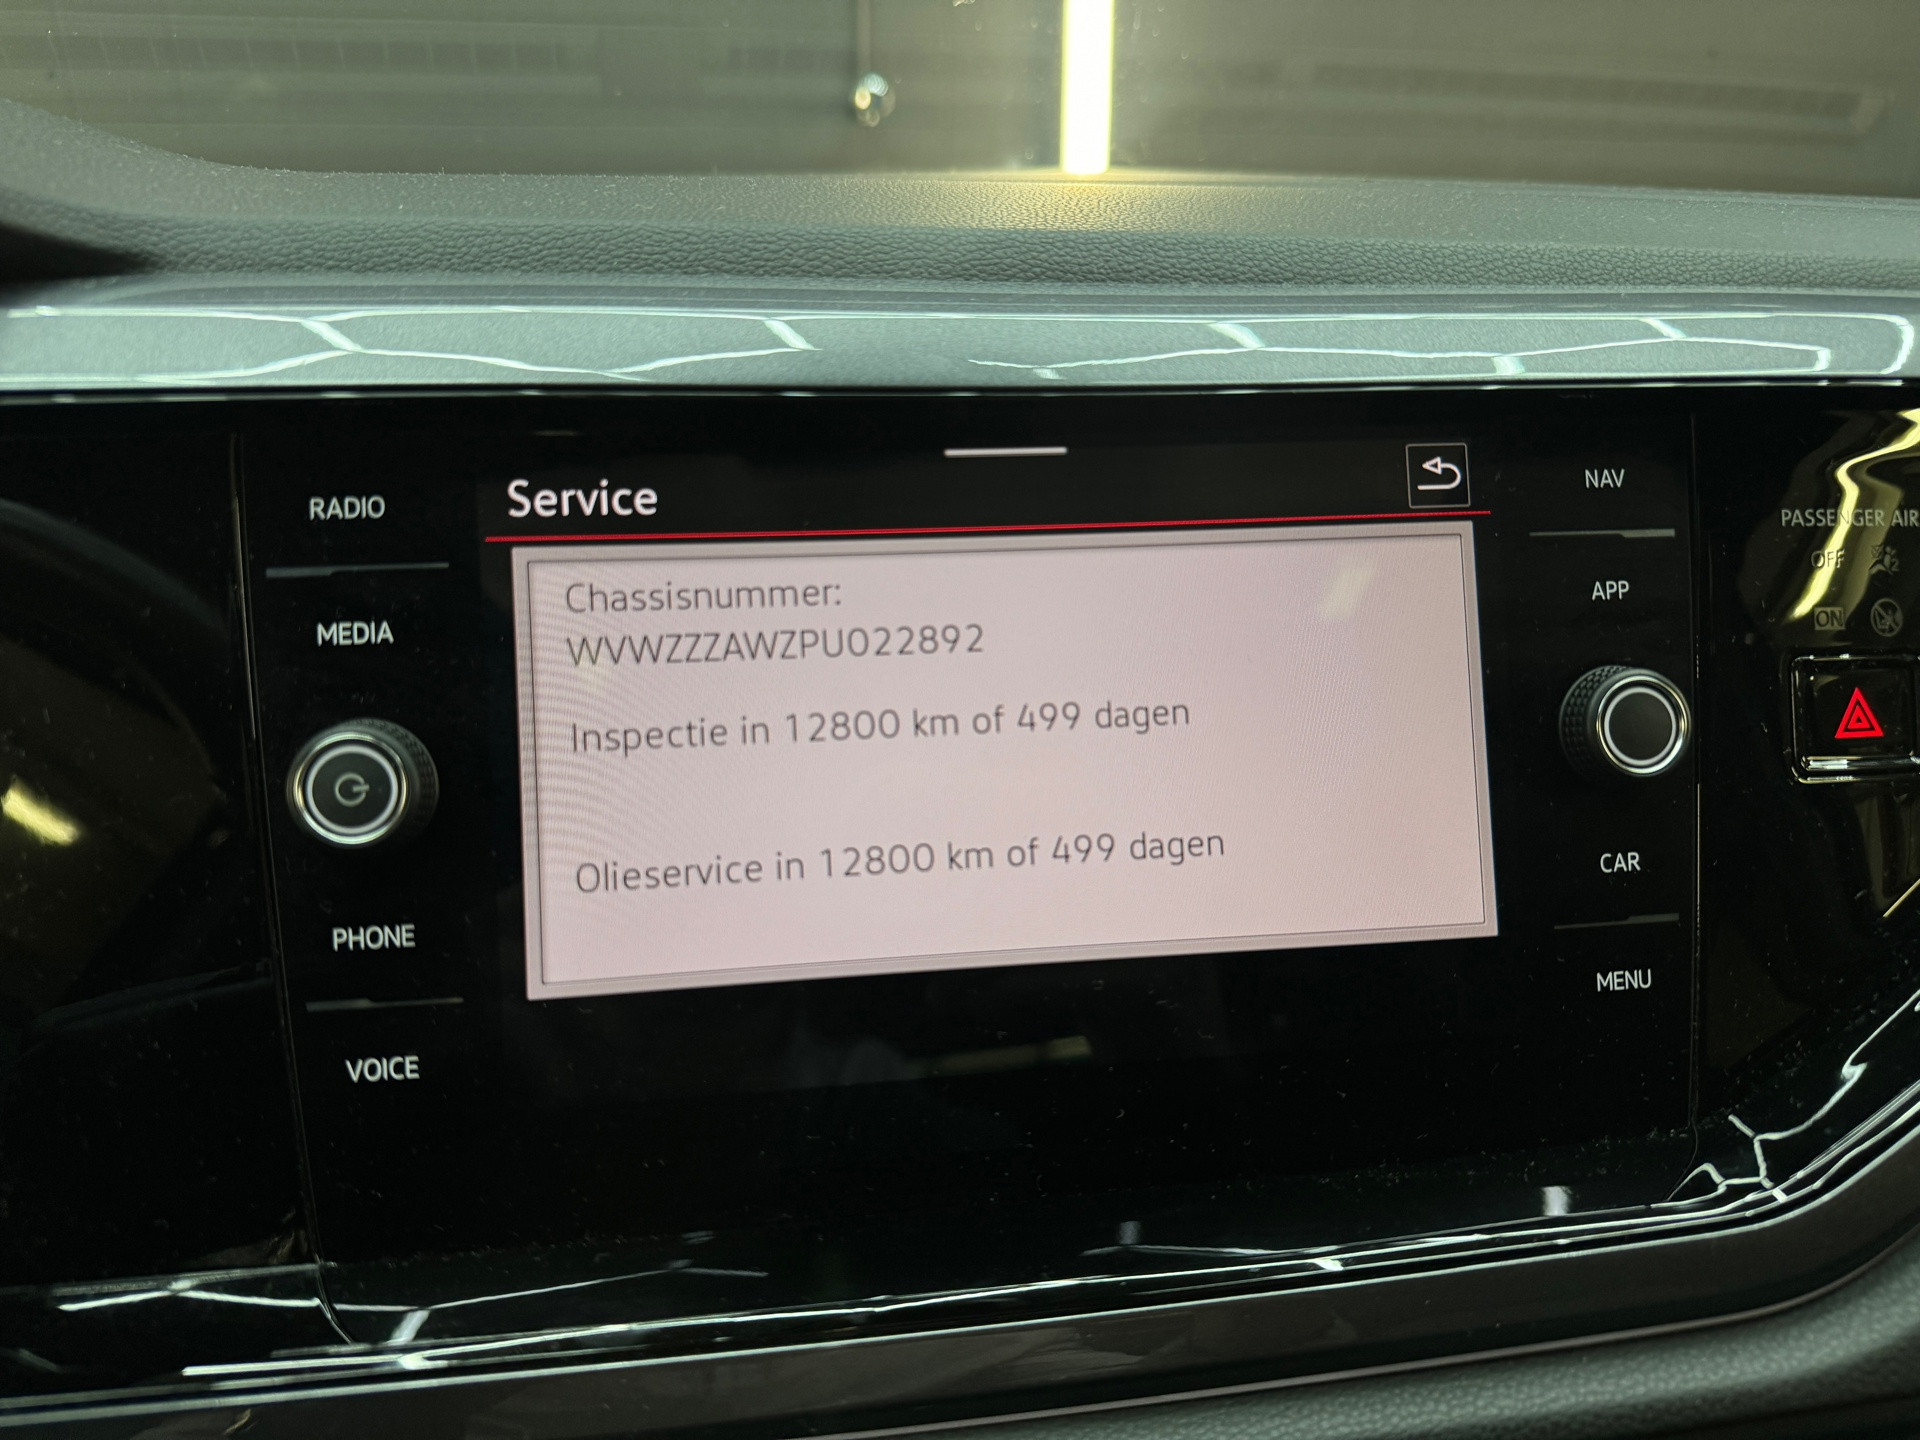 RADIO
MEDIA
PHONE
VOICE
Service
Chassisnummer:
WVWZZZAWZPU022892
Inspectie in 12800 km of 499 dagen
Olieservice in 12800 km of 499 dagen
NAV
APP
CAR
MENU
PASSENGER AIR
OFF
ON